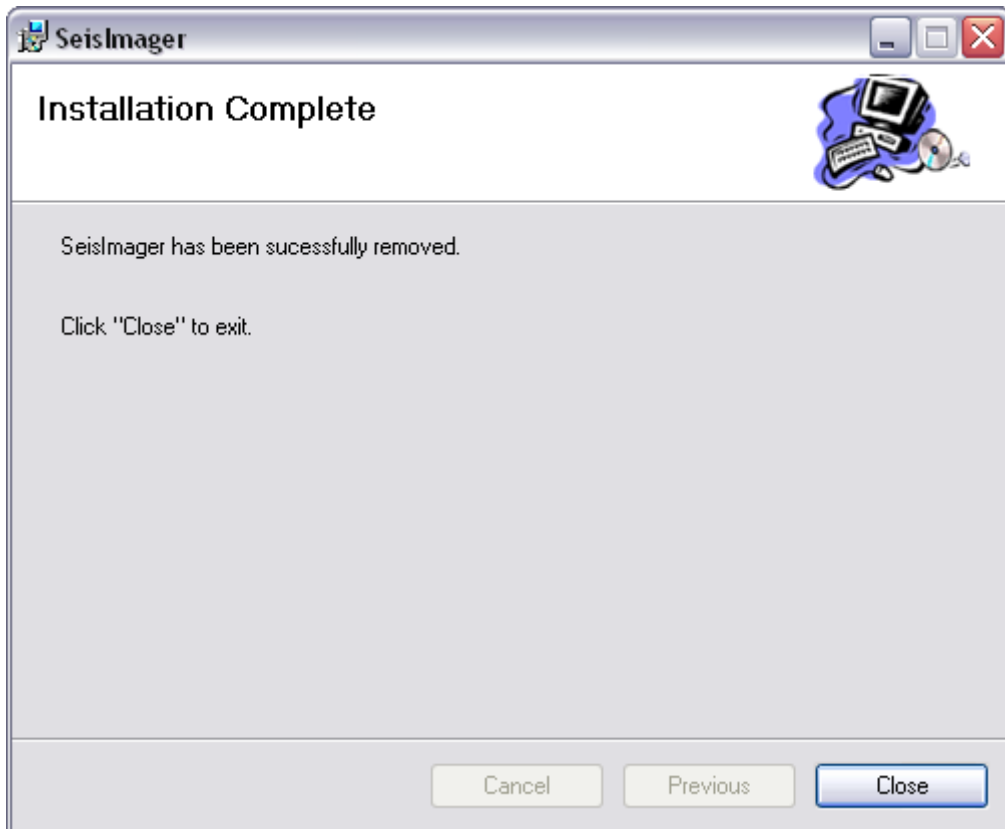 SeisImager
Installation Complete
SeisImager has been sucessfully removed.
Click "Close" to exit.
Cancel
Previous
Close